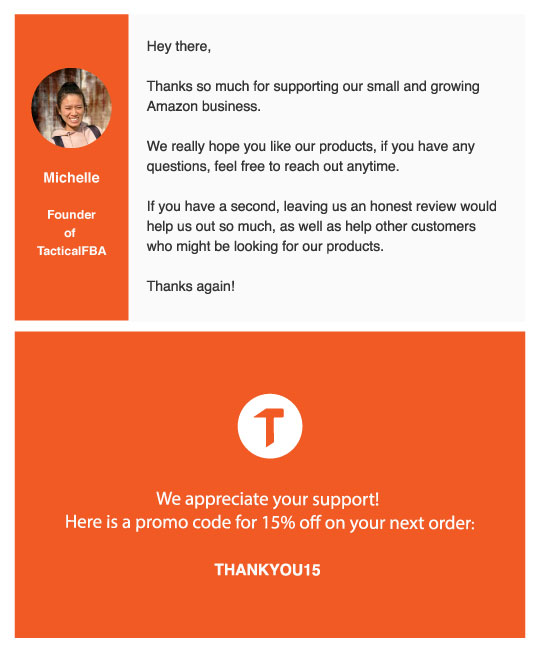 Michelle
Founder
of
TacticalFBA
Hey there,
Thanks so much for supporting our small and growing
Amazon business.
We really hope you like our products, if you have any
questions, feel free to reach out anytime.
If you have a second, leaving us an honest review would
help us out so much, as well as help other customers
who might be looking for our products.
Thanks again!
T
We appreciate your support!
Here is a promo code for 15% off on your next order:
THANKYOU15